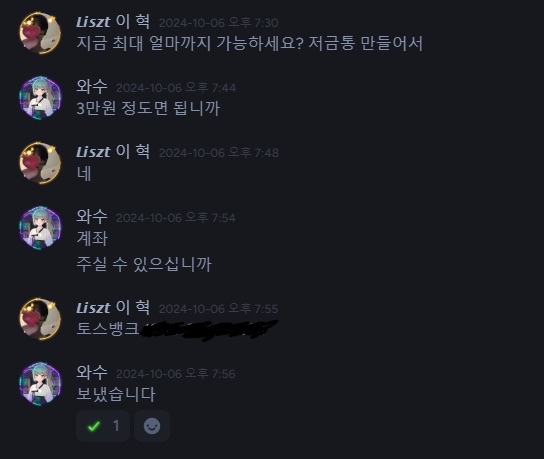 Liszt 이 혁 2024-10-06 오후 7:30
지금 최대 얼마까지 가능하세요? 저금통 만들어서
와수 2024-10-06 오후 7:44
3만원 정도면 됩니까
Liszt 이 혁 2024-10-06 오후 7:48
네
와수 2024-10-06 오후 7:54
계좌
주실 수 있으십니까
Liszt 이 혁 2024-10-06 오후 7:55
토스뱅크
와수 2024-10-06 오후 7:56
보냈습니다
1